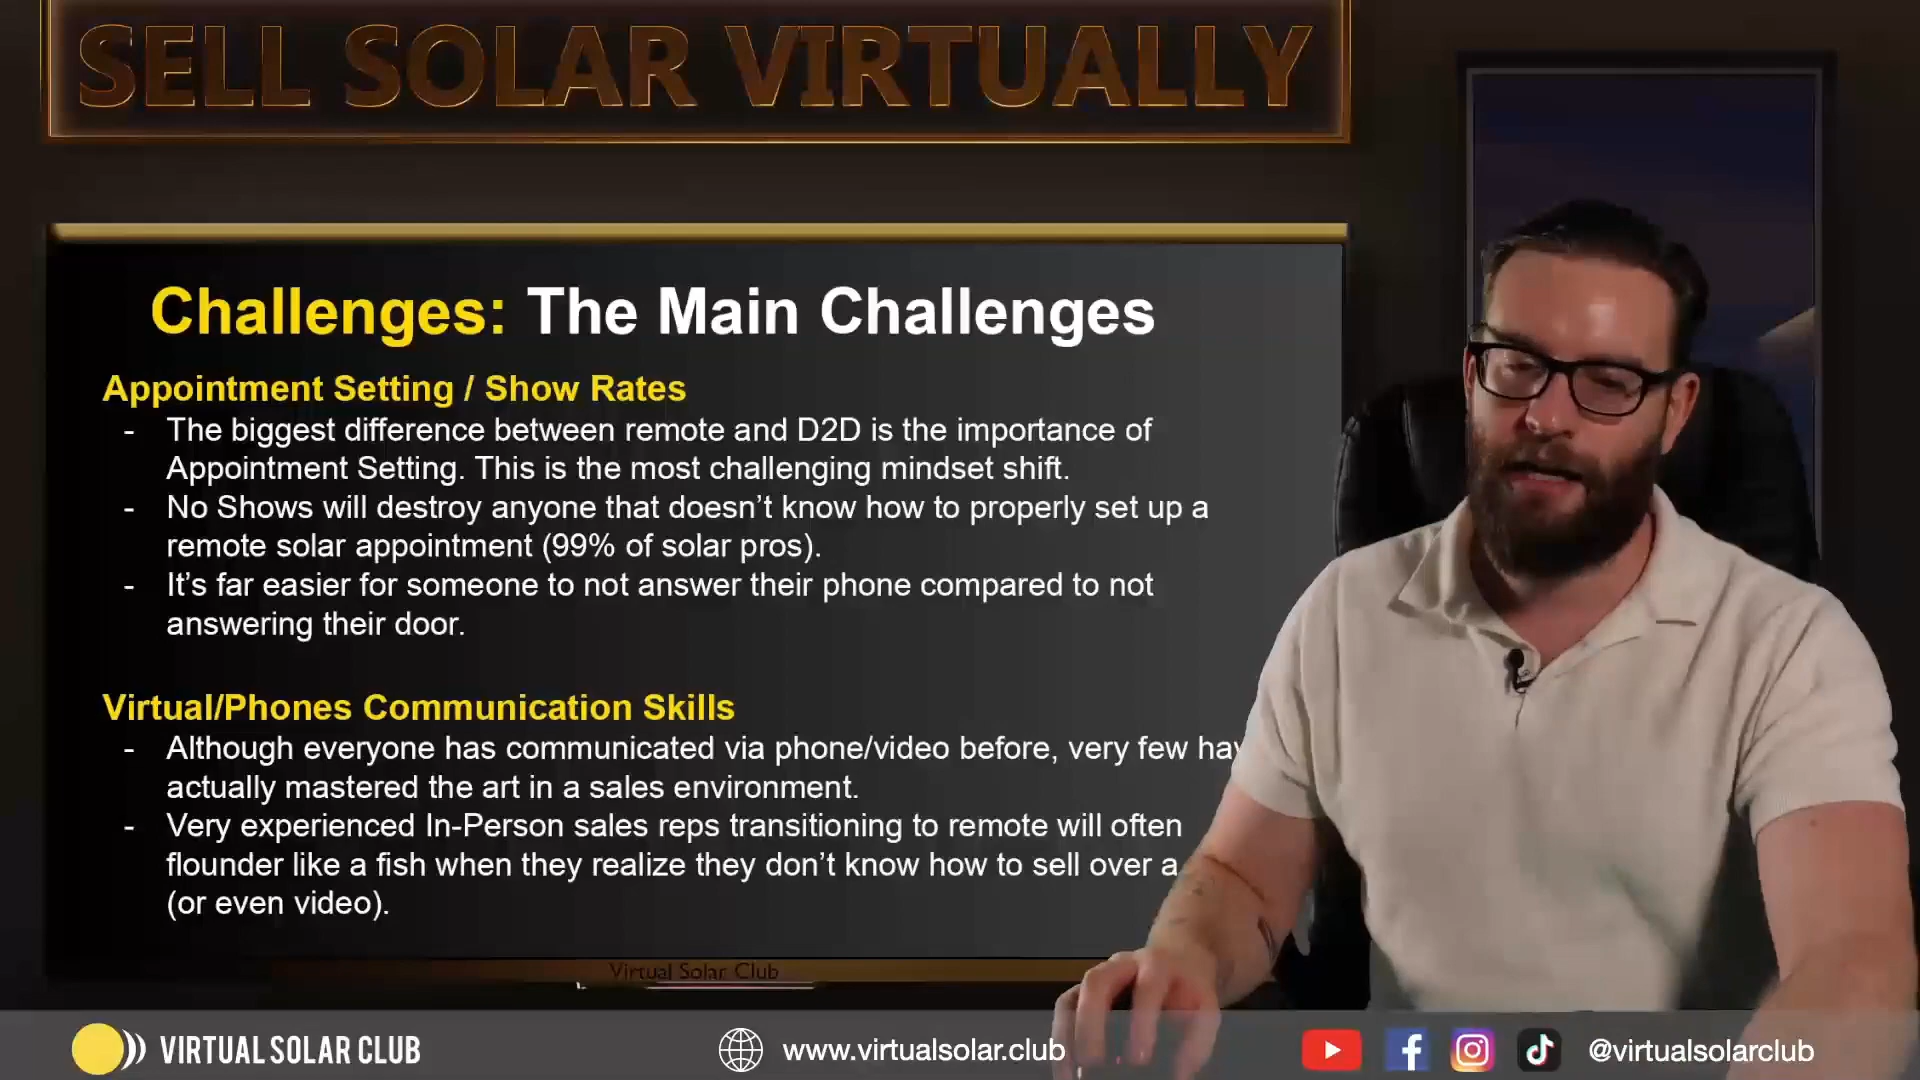 SELL SOLAR VIRTUALLY
Challenges: The Main Challenges
Appointment Setting / Show Rates
- The biggest difference between remote and D2D is the importance of
Appointment Setting. This is the most challenging mindset shift.
- No Shows will destroy anyone that doesn’t know how to properly set up a
remote solar appointment (99% of solar pros).
- It’s far easier for someone to not answer their phone compared to not
answering their door.
Virtual/Phones Communication Skills
- Although everyone has communicated via phone/video before, very few
actually mastered the art in a sales environment.
- Very experienced In-Person sales reps transitioning to remote will often
flounder like a fish when they realize they don’t know how to sell over a
(or even video).
Virtual Solar Club
VIRTUAL SOLAR CLUB
www.virtualsolar.club
@virtualsolarclub